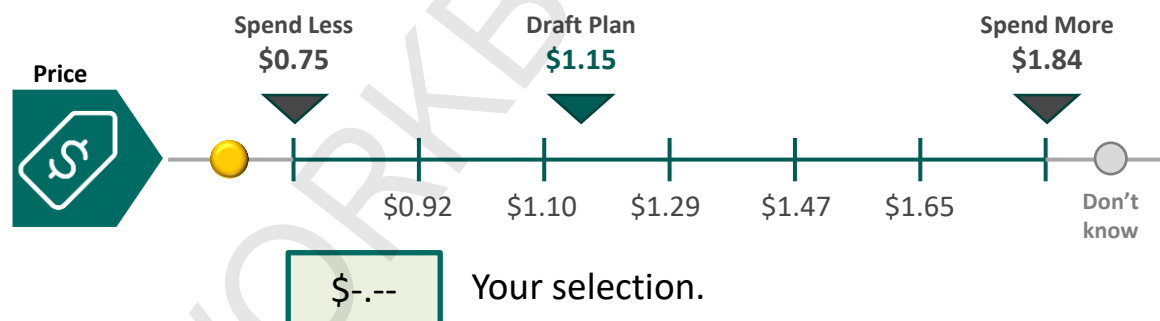 Spend Less
$0.75
Draft Plan
$1.15
Spend More
$1.84
Price
$
$0.92
$1.10
$1.29
$1.47
$1.65
Don't
know
$-.--
Your selection.